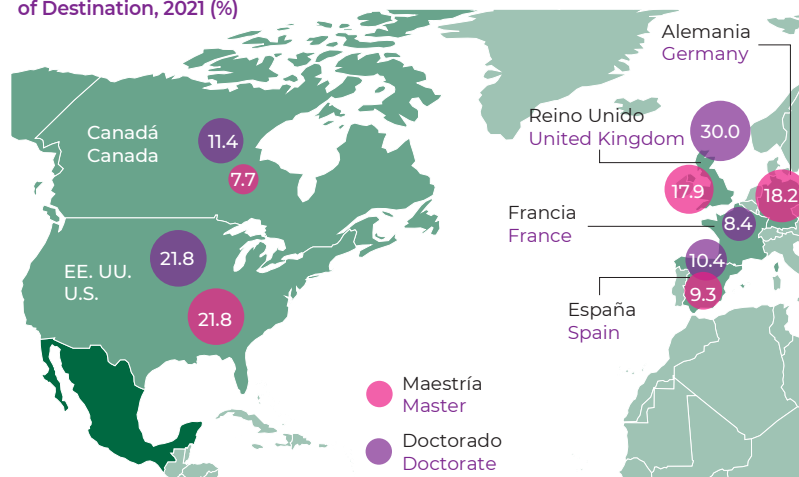 of Destination, 2021 (%)
Alemania
Germany
Reino Unido
United Kingdom
30.0
Canadá
Canada
11.4
7.7
17.9
18.2
Francia
France
8.4
EE. UU.
U.S.
21.8
21.8
10.4
9.3
España
Spain
Maestría
Master
Doctorado
Doctorate